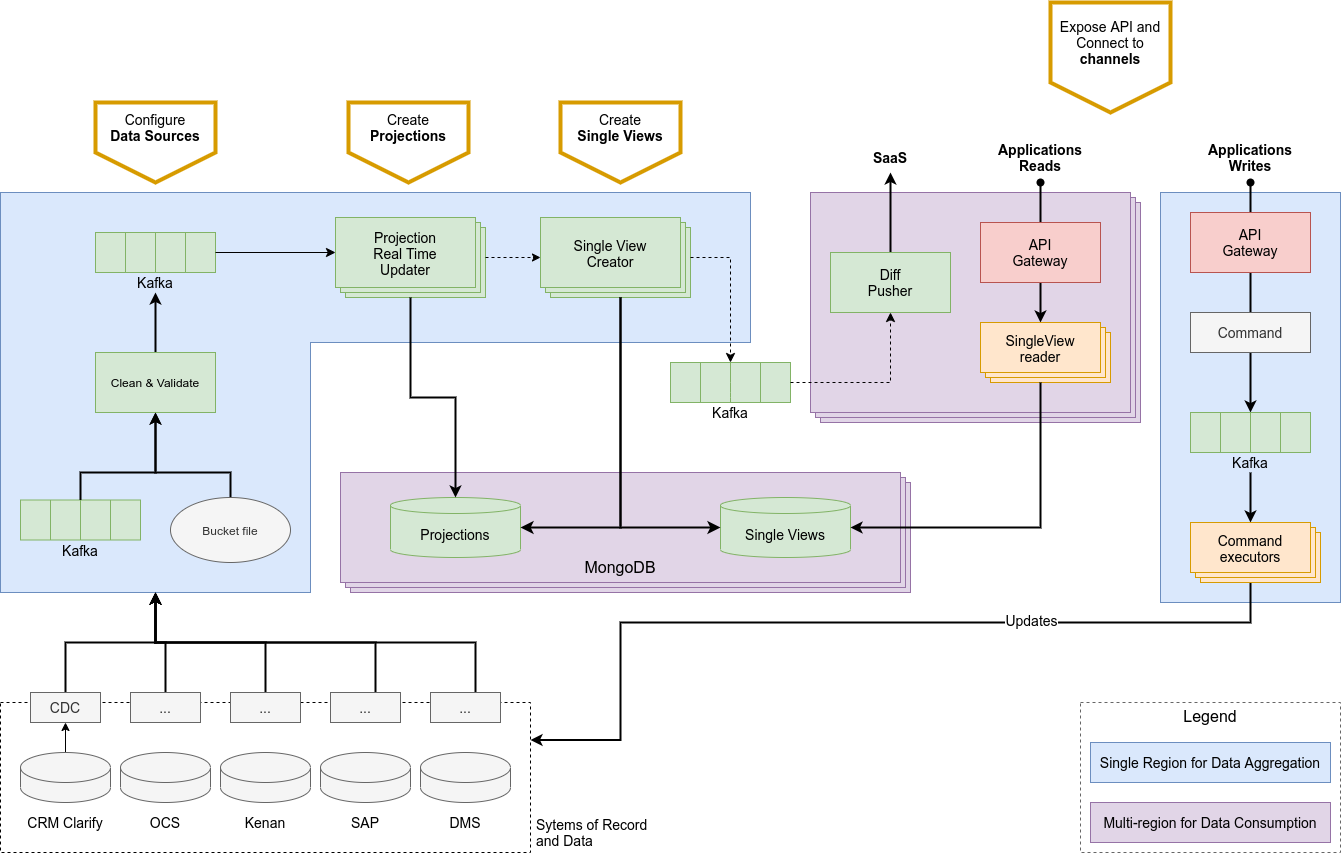 Expose API and
Connect to
channels
Configure
Data Sources
Create
Projections
Create
Single Views
SaaS
Applications
Reads
Applications
Writes
Kafka
Projection
Real Time
Updater
Single View
Creator
Diff
Pusher
API
Gateway
SingleView
reader
API
Gateway
Command
Kafka
Command
executors
Clean & Validate
Kafka
Kafka
Bucket file
Projections
Single Views
MongoDB
Updates
CDC
...
...
...
...
CRM Clarify
OCS
Kenan
SAP
DMS
Sytems of Record
and Data
Legend
Single Region for Data Aggregation
Multi-region for Data Consumption